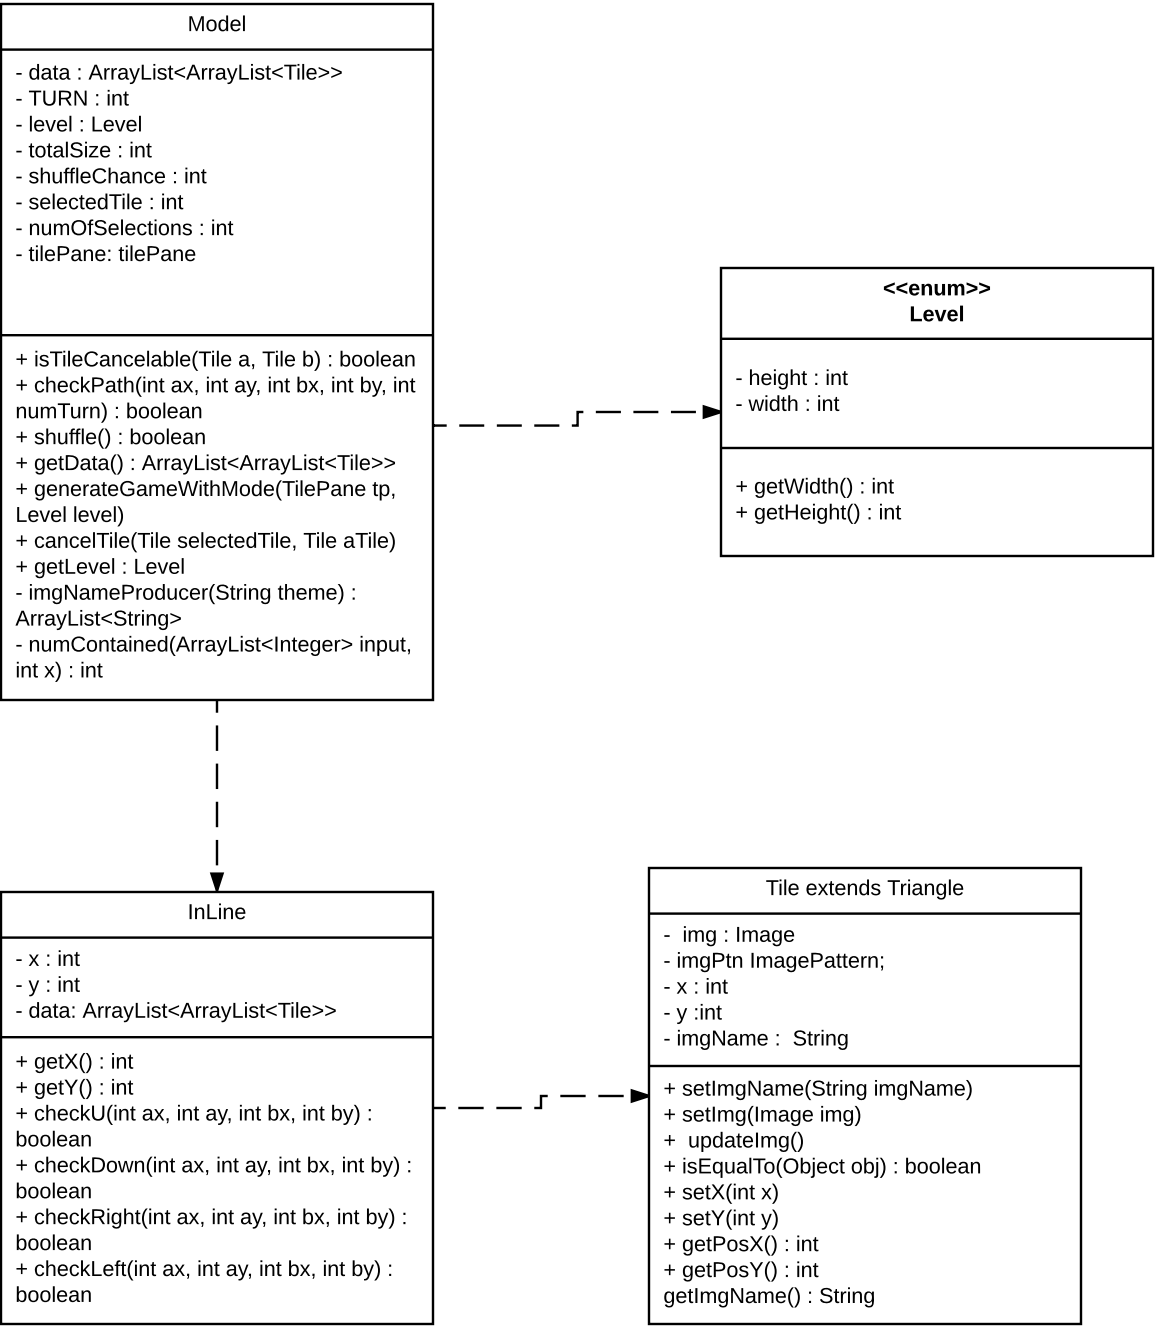 Model
- data : ArrayList<ArrayList<Tile>>
- TURN : int
- level : Level
- totalSize : int
- shuffleChance : int
- selectedTile : int
- numOfSelections : int
- tilePane: tilePane
+ isTileCancelable(Tile a, Tile b) : boolean
+ checkPath(int ax, int ay, int bx, int by, int
numTurn) : boolean
+ shuffle() : boolean
+ getData() : ArrayList<ArrayList<Tile>>
+ generateGameWithMode(TilePane tp,
Level level)
+ cancelTile(Tile selectedTile, Tile aTile)
+ getLevel : Level
- imgNameProducer(String theme) :
ArrayList<String>
- numContained(ArrayList<Integer> input,
int x) : int
<<enum>>
Level
- height : int
- width : int
+ getWidth() : int
+ getHeight() : int
InLine
- x : int
- y : int
- data: ArrayList<ArrayList<Tile>>
+ getX() : int
+ getY() : int
+ checkU(int ax, int ay, int bx, int by) :
boolean
+ checkDown(int ax, int ay, int bx, int by) :
boolean
+ checkRight(int ax, int ay, int bx, int by) :
boolean
+ checkLeft(int ax, int ay, int bx, int by) :
boolean
Tile extends Triangle
-  img : Image
- imgPtn ImagePattern;
- x : int
- y :int
- imgName :  String
+ setImgName(String imgName)
+ setImg(Image img)
+  updateImg()
+ isEqualTo(Object obj) : boolean
+ setX(int x)
+ setY(int y)
+ getPosX() : int
+ getPosY() : int
getImgName() : String